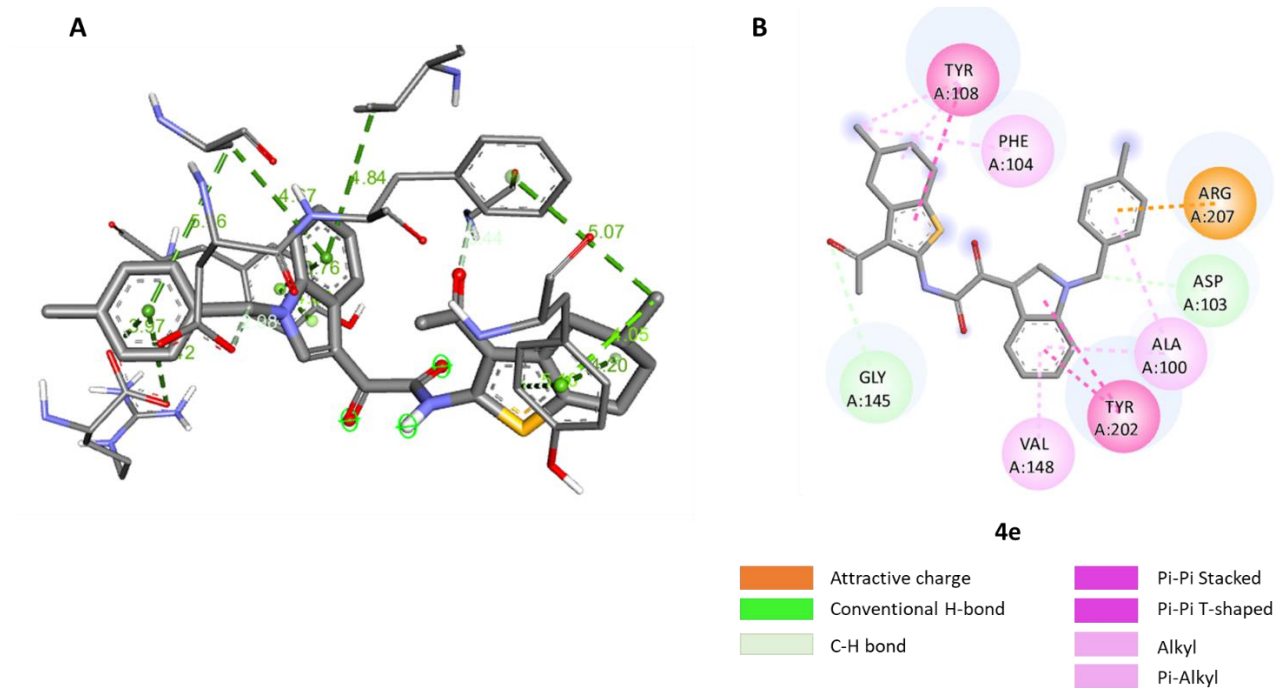 A
B
4.84
5.07
TYR
A:108
PHE
A:104
ARG
A:207
ASP
A:103
ALA
A:100
GLY
A:145
TYR
A:202
VAL
A:148
4e
Attractive charge
Conventional H-bond
C-H bond
Pi-Pi Stacked
Pi-Pi T-shaped
Alkyl
Pi-Alkyl